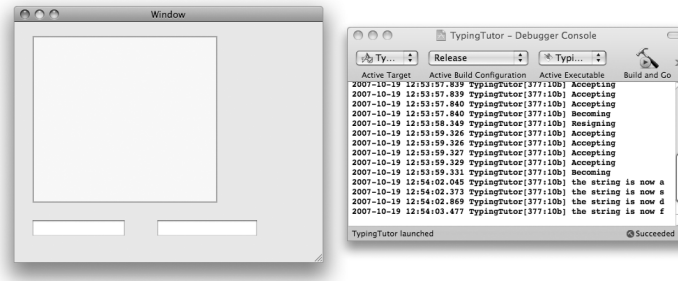 Window
TypingTutor – Debugger Console
Ty... Release Typi...
Active Target Active Build Configuration Active Executable Build and Go
2007-10-19 12:53:57.839 TypingTutor[377:10b] Accepting
2007-10-19 12:53:57.839 TypingTutor[377:10b] Accepting
2007-10-19 12:53:57.840 TypingTutor[377:10b] Accepting
2007-10-19 12:53:57.840 TypingTutor[377:10b] Becoming
2007-10-19 12:53:58.349 TypingTutor[377:10b] Resigning
2007-10-19 12:53:59.326 TypingTutor[377:10b] Accepting
2007-10-19 12:53:59.326 TypingTutor[377:10b] Accepting
2007-10-19 12:53:59.327 TypingTutor[377:10b] Accepting
2007-10-19 12:53:59.329 TypingTutor[377:10b] Accepting
2007-10-19 12:53:59.331 TypingTutor[377:10b] Becoming
2007-10-19 12:54:02.045 TypingTutor[377:10b] the string is now a
2007-10-19 12:54:02.373 TypingTutor[377:10b] the string is now s
2007-10-19 12:54:02.869 TypingTutor[377:10b] the string is now d
2007-10-19 12:54:03.477 TypingTutor[377:10b] the string is now f
TypingTutor launched Succeeded